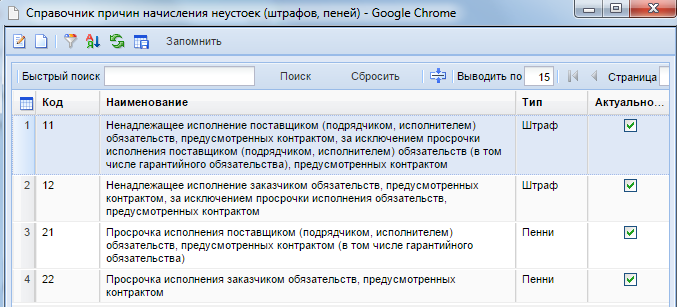 Справочник причин начисления неустоек (штрафов, пеней) - Google Chrome
Запомнить
Быстрый поиск Поиск Сбросить Выводить по 15 Страница
Код Наименование Тип Актуально...
1 11 Ненадлежащее исполнение поставщиком (подрядчиком, исполнителем) Штраф
обязательств, предусмотренных контрактом, за исключением просрочки
исполнения поставщиком (подрядчиком, исполнителем) обязательств (в том
числе гарантийного обязательства), предусмотренных контрактом
2 12 Ненадлежащее исполнение заказчиком обязательств, предусмотренных Штраф
контрактом, за исключением просрочки исполнения обязательств,
предусмотренных контрактом
3 21 Просрочка исполнения поставщиком (подрядчиком, исполнителем) Пенни
обязательств, предусмотренных контрактом (в том числе гарантийного
обязательства)
4 22 Просрочка исполнения заказчиком обязательств, предусмотренных Пенни
контрактом